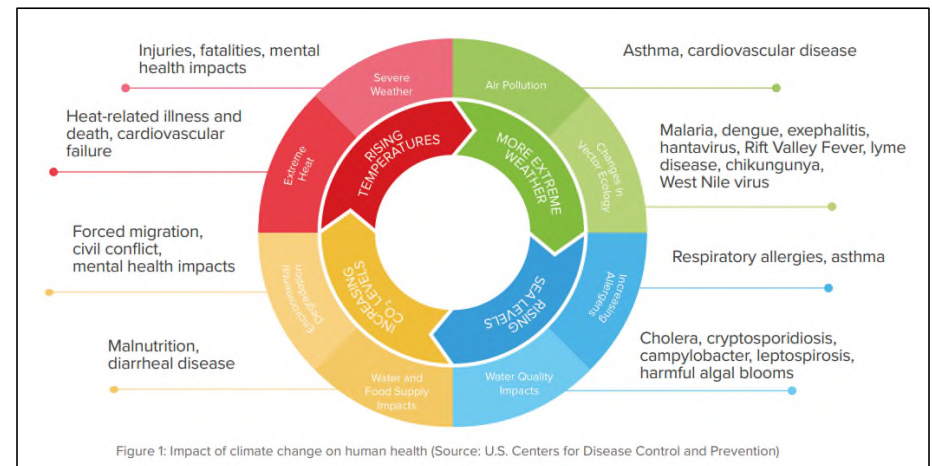 Injuries, fatalities, mental
health impacts
Heat-related illness and
death, cardiovascular
failure
Forced migration,
civil conflict,
mental health impacts
Malnutrition,
diarrheal disease
Severe
Weather
Extreme
Heat
Encironmental
Degradation
Water and
Food Supply
Impacts
RISING
TEMPERATURES
MORE EXTREME
WEATHER
RISING
SEA LEVELS
INCREASING
CO₂ LEVELS
Air Pollution
Changes in
Vector Ecology
Increasing
Allergens
Water Quality
Impacts
Asthma, cardiovascular disease
Malaria, dengue, exephalitis,
hantavirus, Rift Valley Fever, lyme
disease, chikungunya,
West Nile virus
Respiratory allergies, asthma
Cholera, cryptosporidiosis,
campylobacter, leptospirosis,
harmful algal blooms
Figure 1: Impact of climate change on human health (Source: U.S. Centers for Disease Control and Prevention)